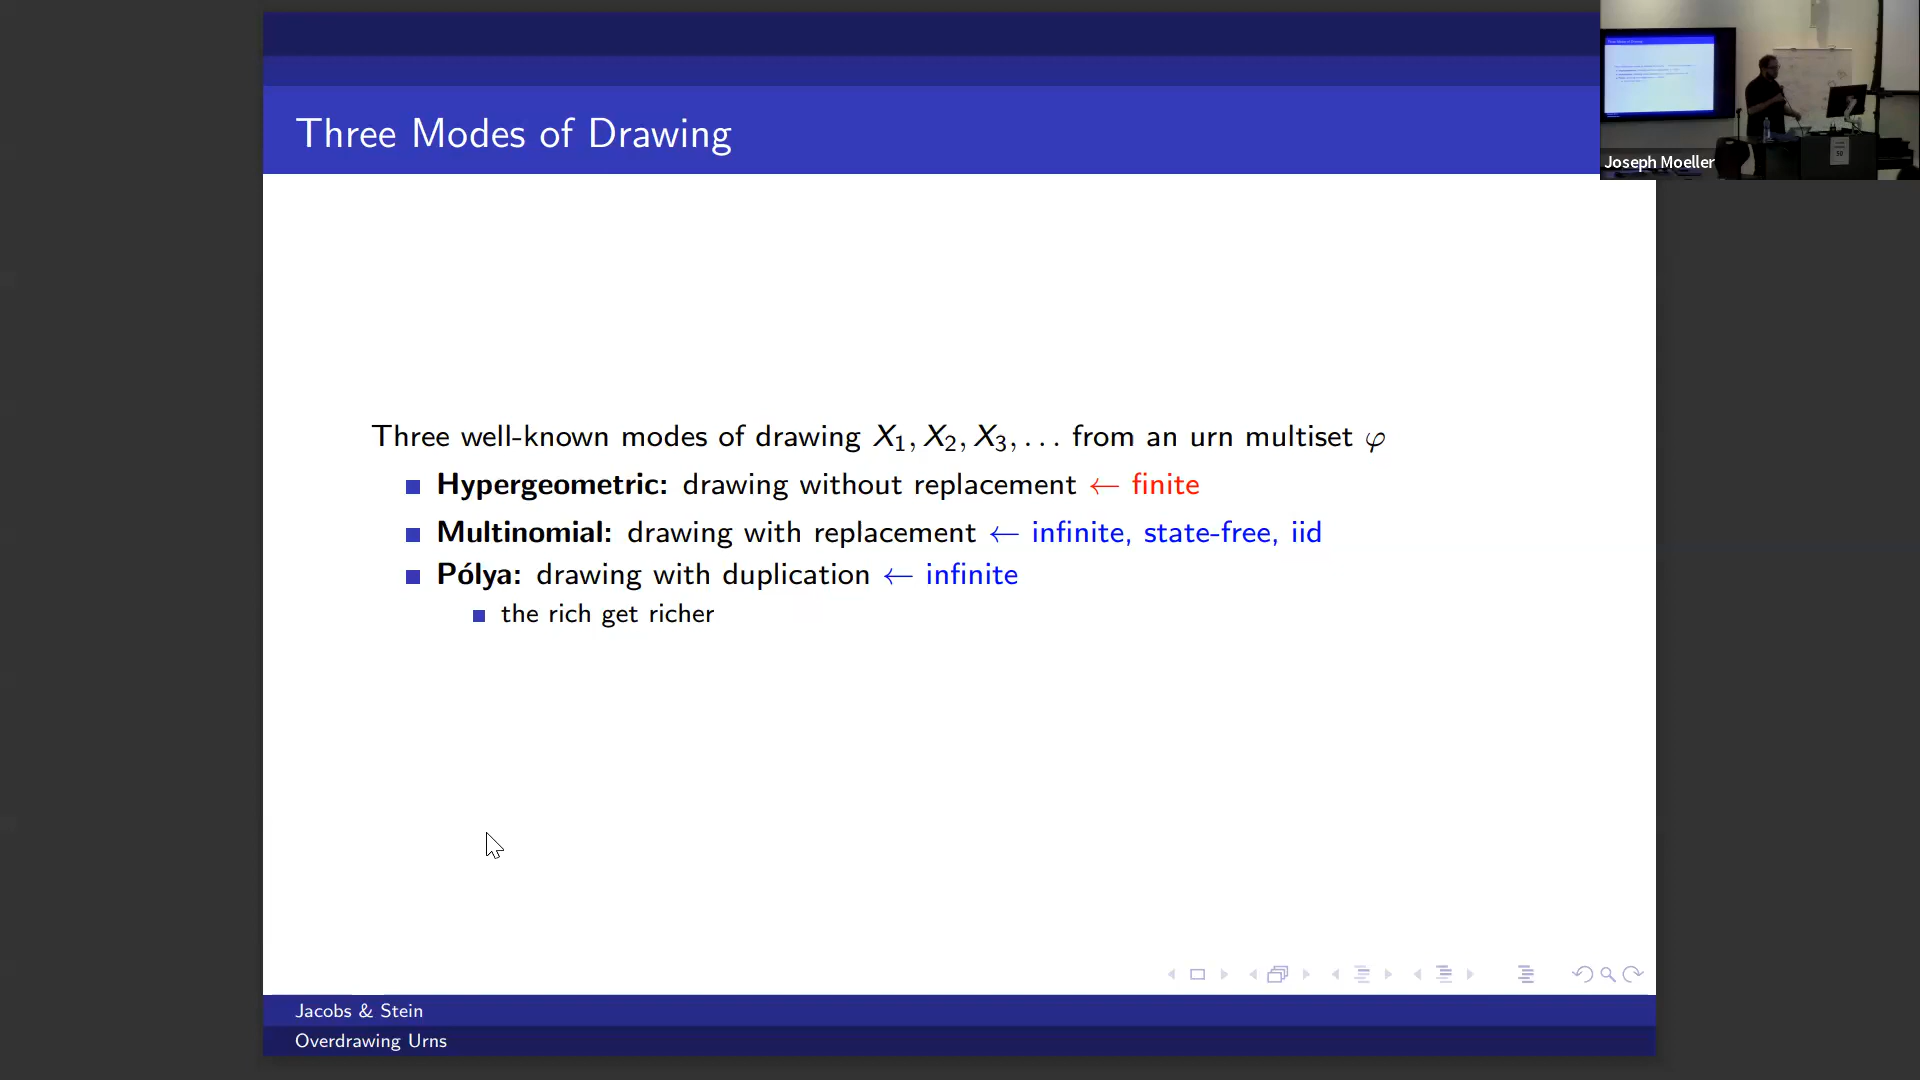 Three Modes of Drawing
Joseph Moeller
Three well-known modes of drawing X₁, X₂, X₃, ... from an urn multiset φ
Hypergeometric: drawing without replacement ← finite
Multinomial: drawing with replacement ← infinite, state-free, iid
Pólya: drawing with duplication ← infinite
the rich get richer
Jacobs & Stein
Overdrawing Urns